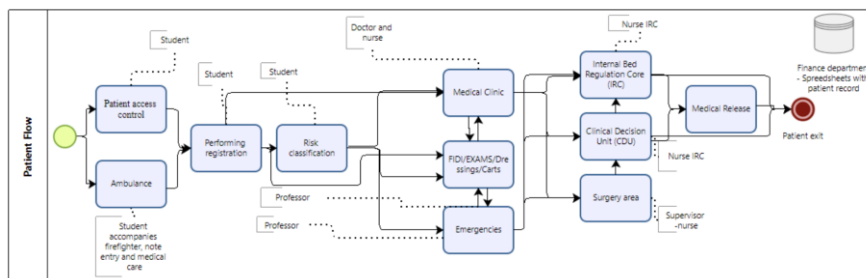 Patient Flow
Student
Patient access
control
Ambulance
Student
accompanies
firefighter, note
entry and medical
care
Student
Performing
registration
Student
Risk
classification
Doctor and
nurse
Medical Clinic
FIDI/EXAMS/Dre
ssings/Carts
Professor
Professor
Emergencies
Nurse IRC
Internal Bed
Regulation Core
(IRC)
Clinical Decision
Unit (CDU)
Nurse IRC
Surgery area
Supervisor
-nurse
Medical Release
Patient exit
Finance department
- Spreedsheets with
patient record